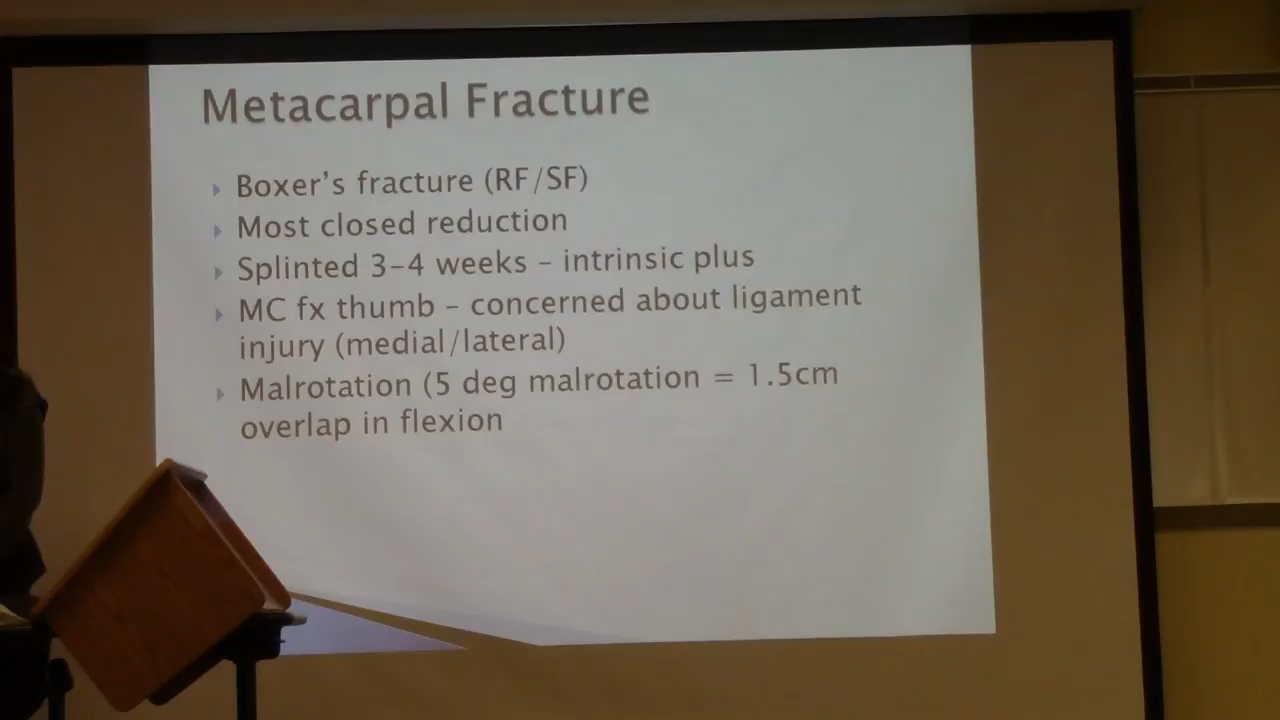 Metacarpal Fracture
Boxer's fracture (RF/SF)
Most closed reduction
Splinted 3-4 weeks - intrinsic plus
MC fx thumb - concerned about ligament
injury (medial/lateral)
Malrotation (5 deg malrotation = 1.5cm
overlap in flexion